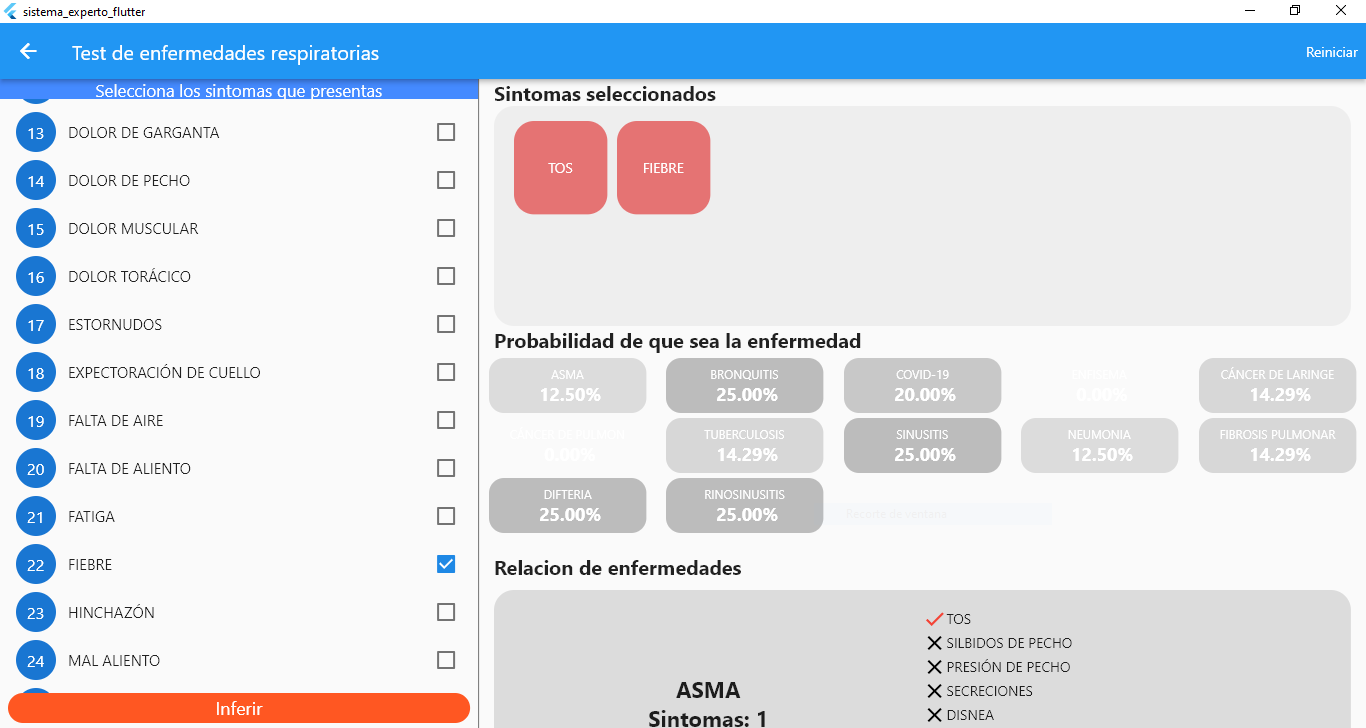 sistema_experto_flutter
Test de enfermedades respiratorias
Reiniciar
Selecciona los sintomas que presentas
13 DOLOR DE GARGANTA
14 DOLOR DE PECHO
15 DOLOR MUSCULAR
16 DOLOR TORÁCICO
17 ESTORNUDOS
18 EXPECTORACIÓN DE CUELLO
19 FALTA DE AIRE
20 FALTA DE ALIENTO
21 FATIGA
22 FIEBRE
23 HINCHAZÓN
24 MAL ALIENTO
Inferir
Sintomas seleccionados
TOS FIEBRE
Probabilidad de que sea la enfermedad
ASMA
12.50%
BRONQUITIS
25.00%
COVID-19
20.00%
0.00%
CÁNCER DE LARINGE
14.29%
CÁNCER DE PULMÓN
0.00%
TUBERCULOSIS
14.29%
SINUSITIS
25.00%
NEUMONIA
12.50%
FIBROSIS PULMONAR
14.29%
DIFTERIA
25.00%
RINOSINUSITIS
25.00%
Recorte de ventana
Relacion de enfermedades
ASMA
Sintomas: 1
TOS
SILBIDOS DE PECHO
PRESIÓN DE PECHO
SECRECIONES
DISNEA